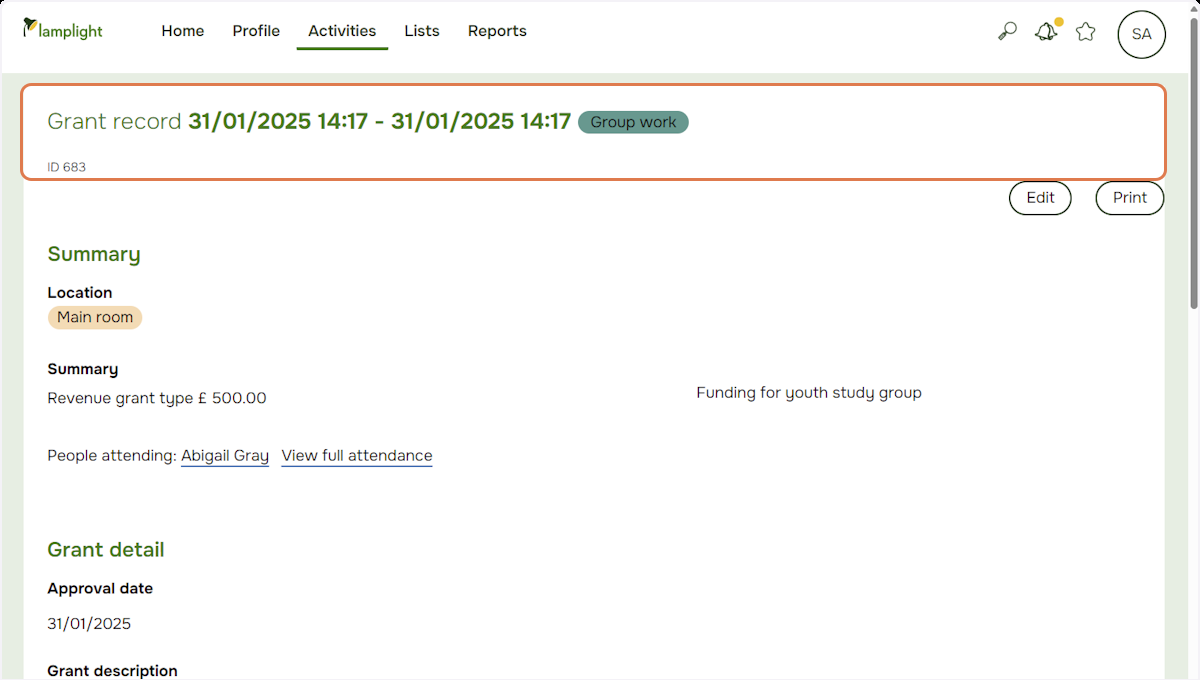 lamplight Home Profile Activities Lists Reports SA
Grant record 31/01/2025 14:17 - 31/01/2025 14:17 Group work
ID 683
Edit Print
Summary
Location
Main room
Summary
Revenue grant type £ 500.00
Funding for youth study group
People attending: Abigail Gray View full attendance
Grant detail
Approval date
31/01/2025
Grant description